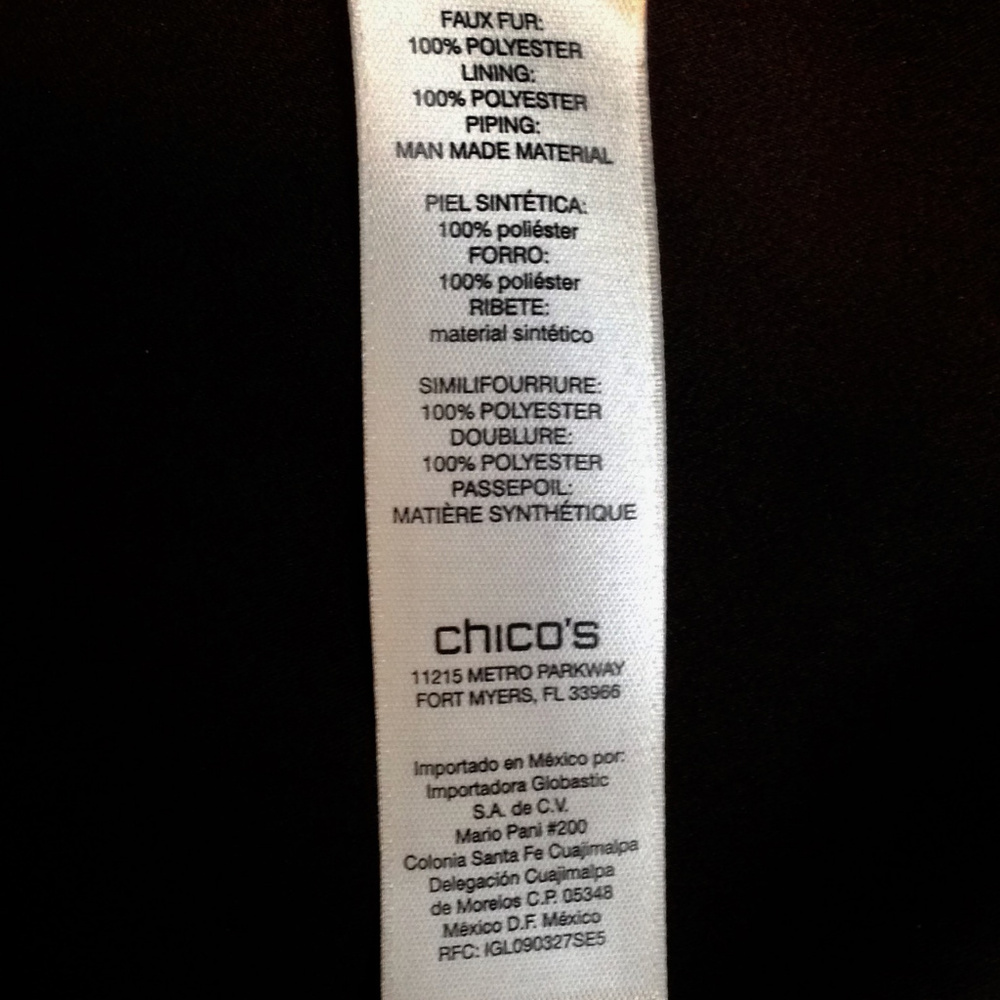 FAUX FUR:
100% POLYESTER
LINING:
100% POLYESTER
PIPING:
MAN MADE MATERIAL
PIEL SINTÉTICA:
100% poliéster
FORRO:
100% poliéster
RIBETE:
material sintético
SIMILIFOURRURE:
100% POLYESTER
DOUBLURE:
100% POLYESTER
PASSEPOIL:
MATIÈRE SYNTHÉTIQUE
chico's
11215 METRO PARKWAY
FORT MYERS, FL 33966
Importado en México por:
Importadora Globastic
S.A. de C.V.
Mario Pani #200
Colonia Santa Fe Cuajimalpa
Delegación Cuajimalpa
de Morelos C.P. 05348
México D.F. México
RFC: IGL090327SE5